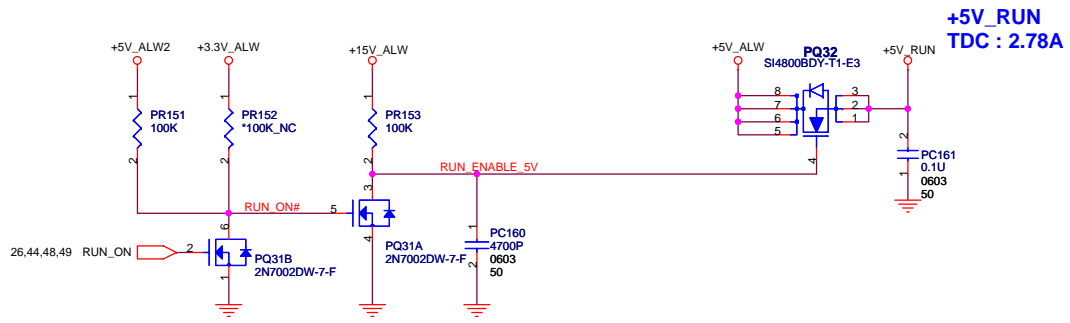 +5V_RUN
TDC : 2.78A
+5V_ALW2
+3.3V_ALW
+15V_ALW
+5V_ALW
PQ32
SI4800BDY-T1-E3
+5V_RUN
1
PR151
100K
2
1
PR152
*100K_NC
2
1
PR153
100K
2
8
7
6
5
3
2
1
4
2
PC161
0.1U
1
0603
50
RUN_ENABLE_5V
RUN_ON#
5
3
4
PQ31A
2N7002DW-7-F
1
PC160
4700P
2
0603
50
26,44,48,49 RUN_ON
2
6
1
PQ31B
2N7002DW-7-F